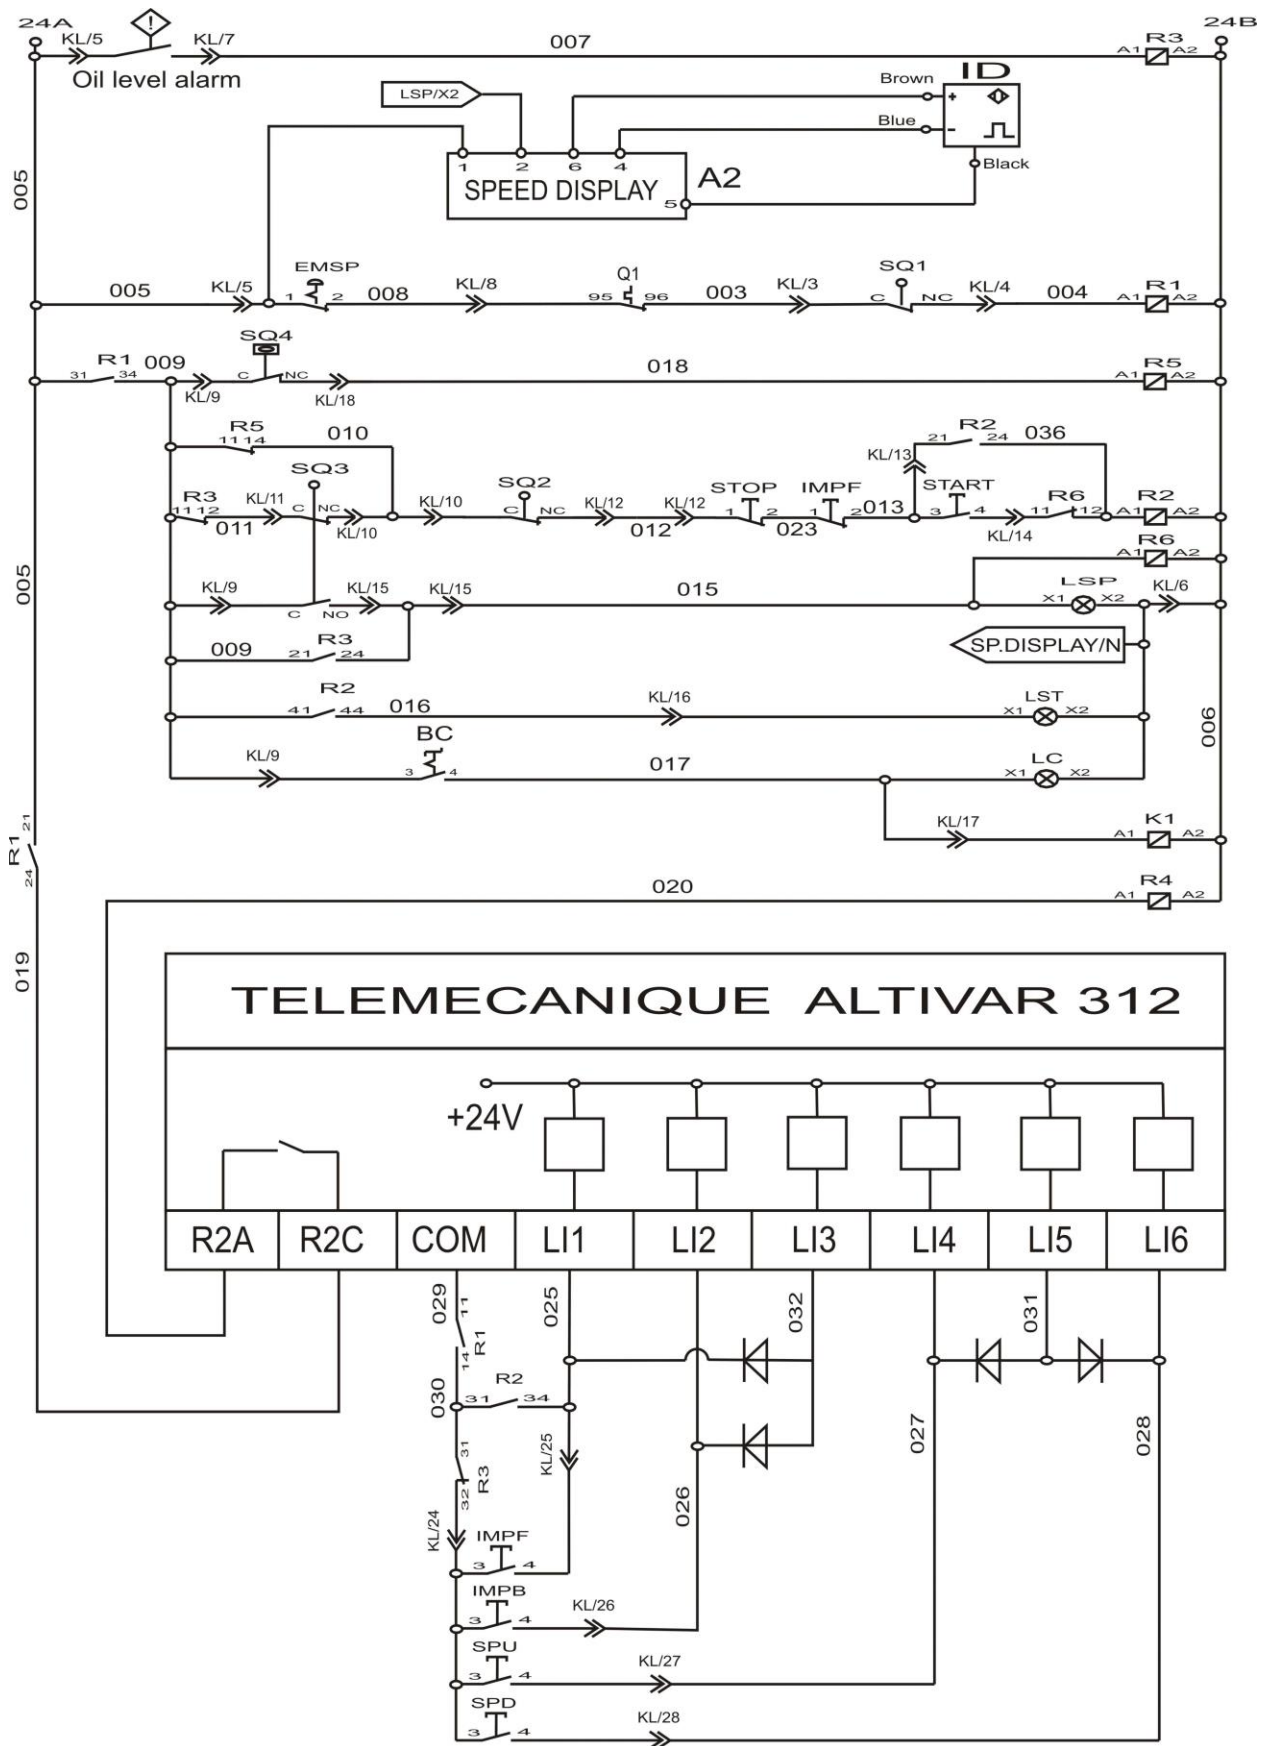 24A 24B
KL/5 ! KL/7 007 R3
A1 A2
Oil level alarm
ID
Brown +
LSP/X2
Blue -
Black
1 2 6 4
SPEED DISPLAY A2
5
005
EMSP Q1 SQ1
005 KL/5 1 2 008 KL/8 95 96 003 KL/3 C NC KL/4 004 R1
A1 A2
SQ4
R1 009 018 R5
31 34 C NC A1 A2
KL/9 KL/18
R5 010 R2 036
11 14 21 24
KL/13
SQ3
R3 KL/11 KL/10 SQ2 KL/12 KL/12 STOP IMPF START R6 R2
11 12 C NC C NC 1 2 1 2 013 3 4 11 12 A1 A2
011 KL/10 012 023 KL/14
R6
A1 A2
005
KL/9 KL/15 KL/15 015 LSP KL/6
X1 X2
C NO
R3
009 21 24 SP.DISPLAY/N
R2 016 KL/16 LST
41 44 X1 X2
006
BC
KL/9 3 4 017 LC
X1 X2
21
R1
24
KL/17 K1
A1 A2
020 R4
A1 A2
019
TELEMECANIQUE ALTIVAR 312
+24V
R2A R2C COM LI1 LI2 LI3 LI4 LI5 LI6
029 11 025 032 031
R1
14
R2
030 31 34
027 028
31
R3
32
KL/25
026
KL/24
IMPF
3 4
IMPB
3 4 KL/26
SPU
3 4 KL/27
SPD
3 4 KL/28